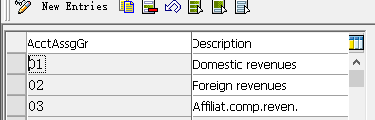 New Entries
AcctAssgGr Description
01 Domestic revenues
02 Foreign revenues
03 Affiliat.comp.reven.